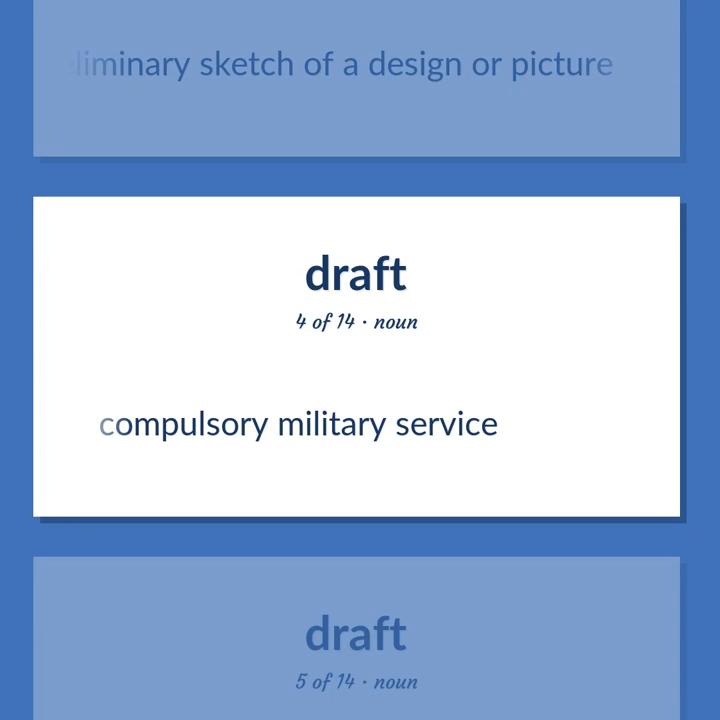 liminary sketch of a design or picture
draft
4 of 14 · noun
compulsory military service
draft
5 of 14 · noun